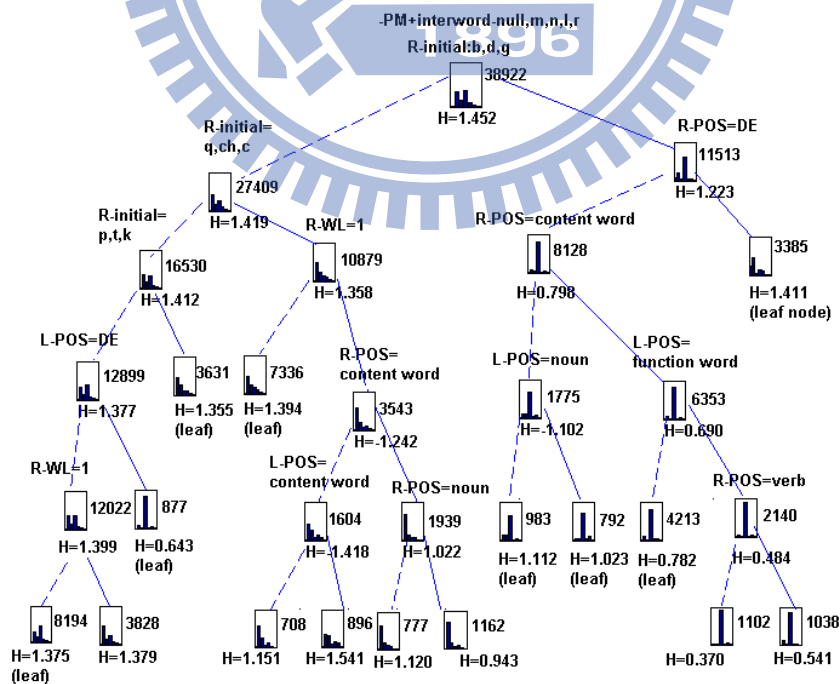 -PM+interword-null,m,n,l,r
1896
R-initial:b,d,g
38922
H=1.452
R-initial=
q,ch,c
R-POS=DE
11513
H=1.223
27409
H=1.419
R-initial=
p,t,k
R-WL=1
R-POS=content word
16530
H=1.412
10879
H=1.358
8128
H=0.798
3385
H=1.411
(leaf node)
L-POS=DE
12899
H=1.377
3631
H=1.355
(leaf)
7336
H=1.394
(leaf)
R-POS=
content word
3543
H=-1.242
L-POS=noun
1775
H=-1.102
L-POS=
function word
6353
H=0.690
R-WL=1
12022
H=1.399
877
H=0.643
(leaf)
L-POS=
content word
1604
H=-1.418
R-POS=noun
1939
H=1.022
983
H=1.112
(leaf)
792
H=1.023
(leaf)
4213
H=0.782
(leaf)
R-POS=verb
2140
H=0.484
8194
H=1.375
(leaf)
3828
H=1.379
708
H=1.151
896
H=1.541
777
H=1.120
1162
H=0.943
1102
H=0.370
1038
H=0.541